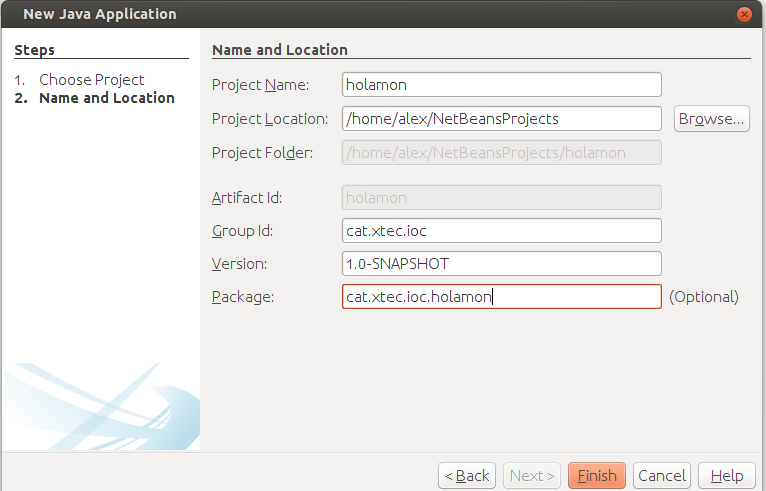 New Java Application
Steps
1. Choose Project
2. Name and Location
Name and Location
Project Name: holamon
Project Location: /home/alex/NetBeansProjects Browse...
Project Folder: /home/alex/NetBeansProjects/holamon
Artifact Id: holamon
Group Id: cat.xtec.ioc
Version: 1.0-SNAPSHOT
Package: cat.xtec.ioc.holamon (Optional)
< Back Next > Finish Cancel Help